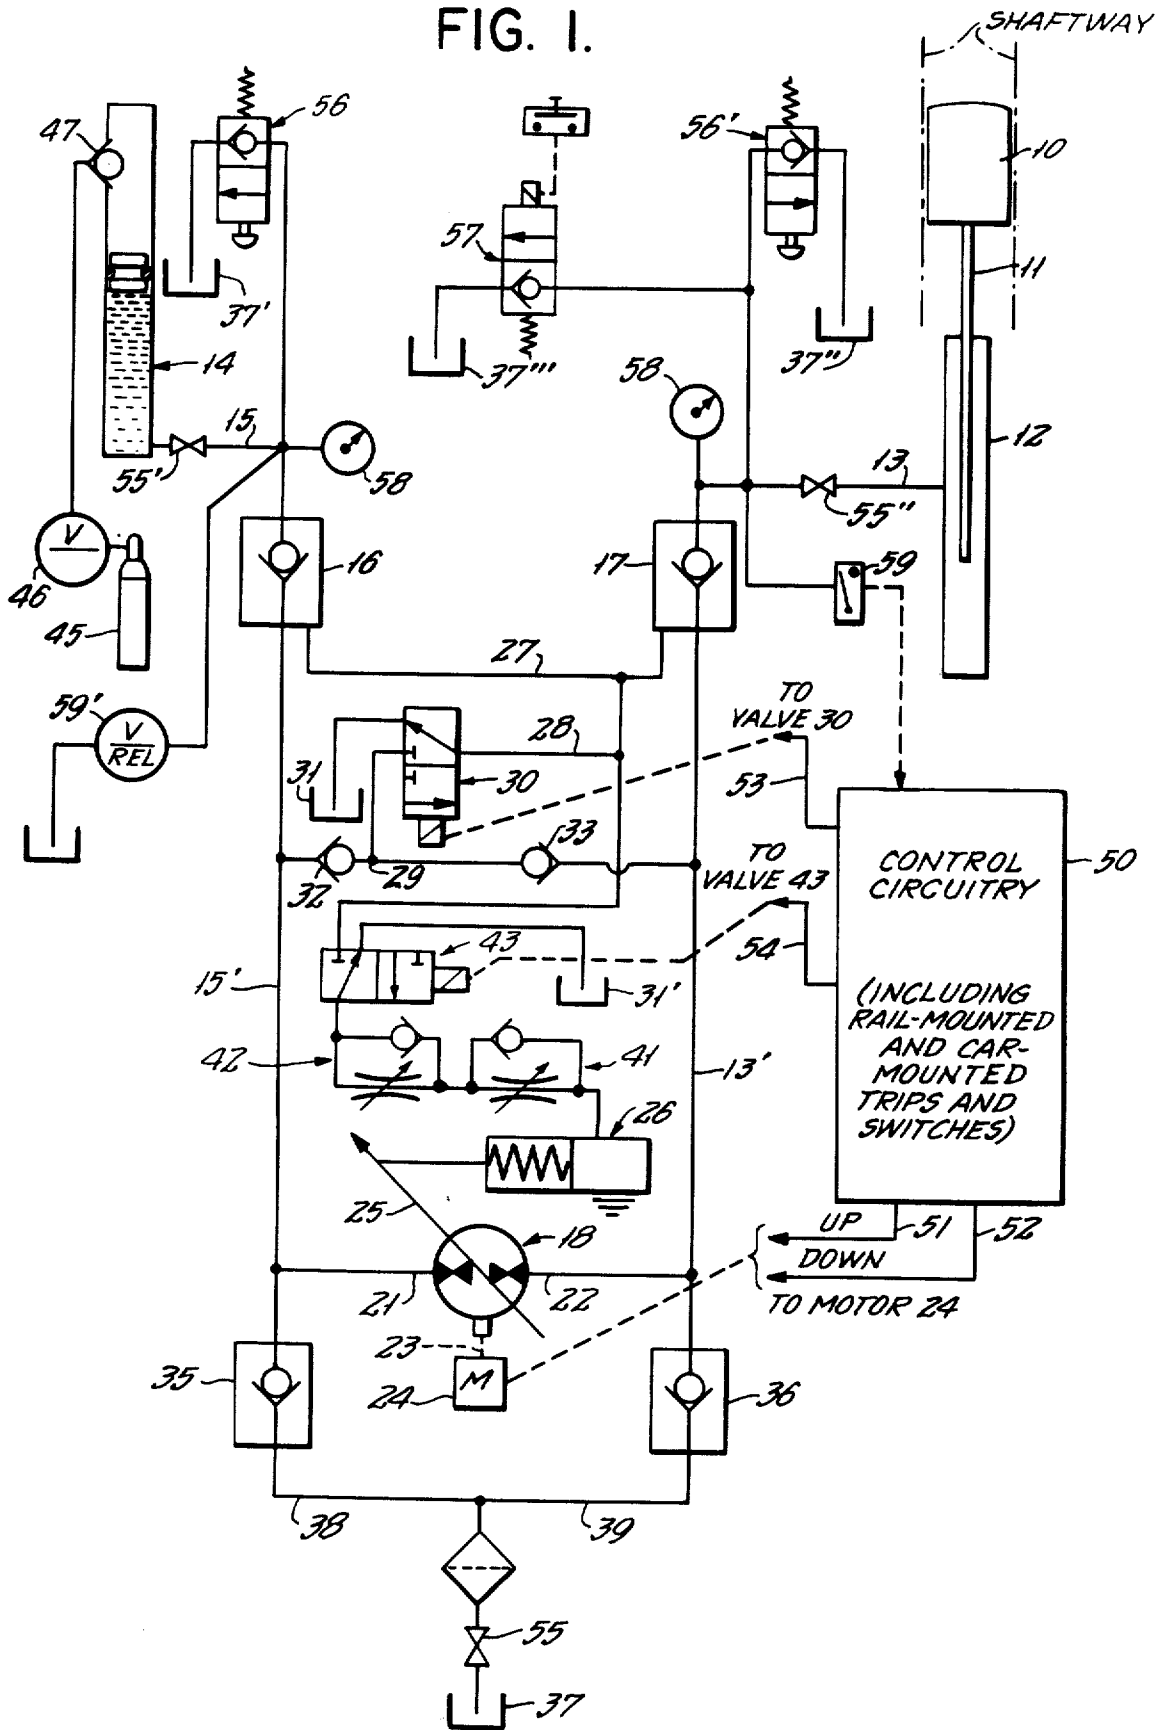 FIG. 1.
SHAFTWAY
56
47
56'
10
57
11
37'
14
37'''
58
37''
15
13
12
55'
58
55''
16
17
59
46
45
27
59'
V
V
REL
28
TO
VALVE 30
31
30
53
33
TO
VALVE 43
CONTROL
CIRCUITRY
50
32
29
43
54
15'
31'
(INCLUDING
RAIL-MOUNTED
AND CAR-
MOUNTED
TRIPS AND
SWITCHES)
42
41
13'
26
25
18
UP
51
52
DOWN
21
22
TO MOTOR 24
23
35
24
M
36
38
39
55
37